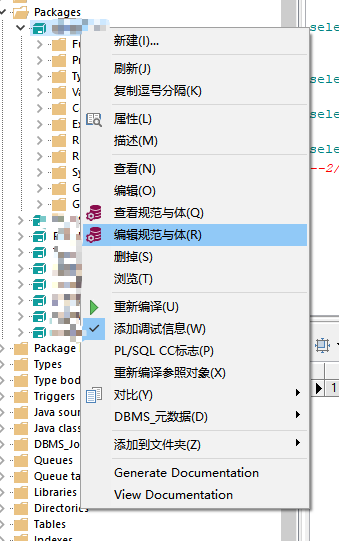 Packages
新建(I)...
sele
刷新(J)
复制逗号分隔(K)
sele
属性(L)
描述(M)
sele
查看(N)
sele
编辑(O)
--2/
查看规范与体(Q)
编辑规范与体(R)
删掉(S)
浏览(T)
重新编译(U)
添加调试信息(W)
PL/SQL CC标志(P)
Package
重新编译参照对象(X)
Types
Type bod
对比(Y)
1
Triggers
DBMS_元数据(D)
Java sour
Java class
添加到文件夹(Z)
DBMS_Jo
Queues
Generate Documentation
Queue ta
View Documentation
Libraries
Directories
Tables
Indexes